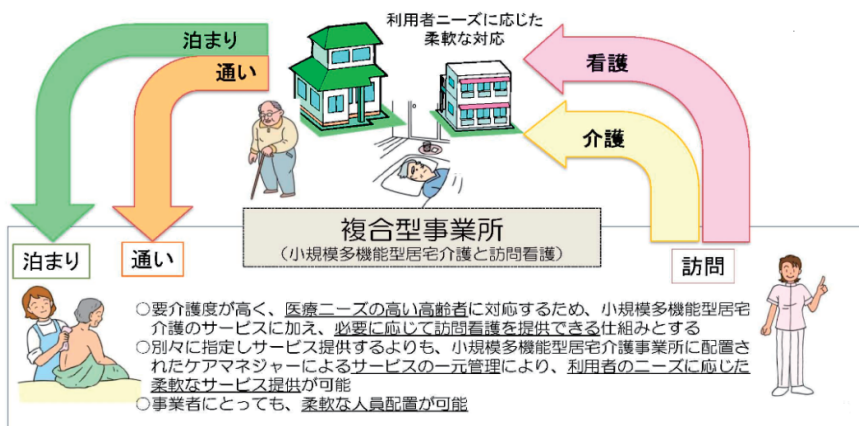 利用者ニーズに応じた
柔軟な対応
泊まり
通い
看護
介護
複合型事業所
（小規模多機能型居宅介護と訪問看護）
泊まり
通い
訪問
○要介護度が高く、医療ニーズの高い高齢者に対応するため、小規模多機能型居宅
介護のサービスに加え、必要に応じて訪問看護を提供できる仕組みとする
○別々に指定しサービス提供するよりも、小規模多機能型居宅介護事業所に配置さ
れたケアマネジャーによるサービスの一元管理により、利用者のニーズに応じた
柔軟なサービス提供が可能
○事業者にとっても、柔軟な人員配置が可能